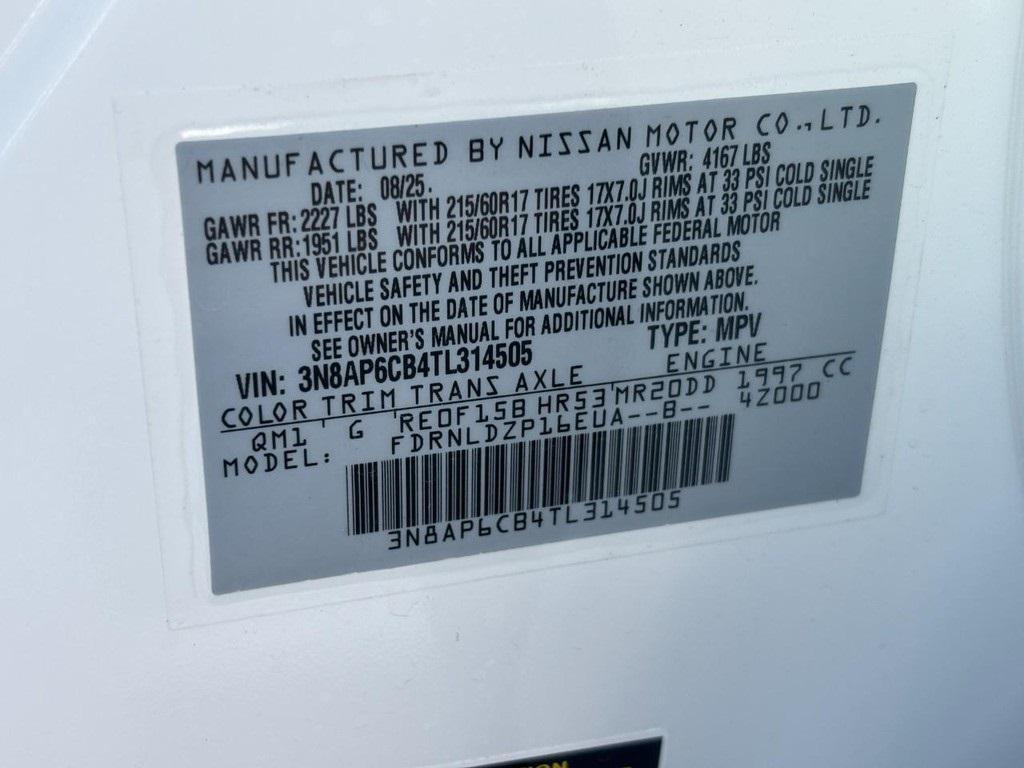 MANUFACTURED BY NISSAN MOTOR CO., LTD.
DATE: 08/25. GVWR: 4167 LBS
GAWR FR: 2227 LBS WITH 215/60R17 TIRES 17X7.0J RIMS AT 33 PSI COLD SINGLE
GAWR RR: 1951 LBS WITH 215/60R17 TIRES 17X7.0J RIMS AT 33 PSI COLD SINGLE
THIS VEHICLE CONFORMS TO ALL APPLICABLE FEDERAL MOTOR
VEHICLE SAFETY AND THEFT PREVENTION STANDARDS
IN EFFECT ON THE DATE OF MANUFACTURE SHOWN ABOVE.
SEE OWNER'S MANUAL FOR ADDITIONAL INFORMATION.
VIN: 3N8AP6CB4TL314505 TYPE: MPV
COLOR TRIM TRANS AXLE ENGINE
QM1 G RE0F15B HR53 MR20DD 1997 CC
MODEL: FDRNLDZP16EUA--B-- 4Z000
3N8AP6CB4TL314505